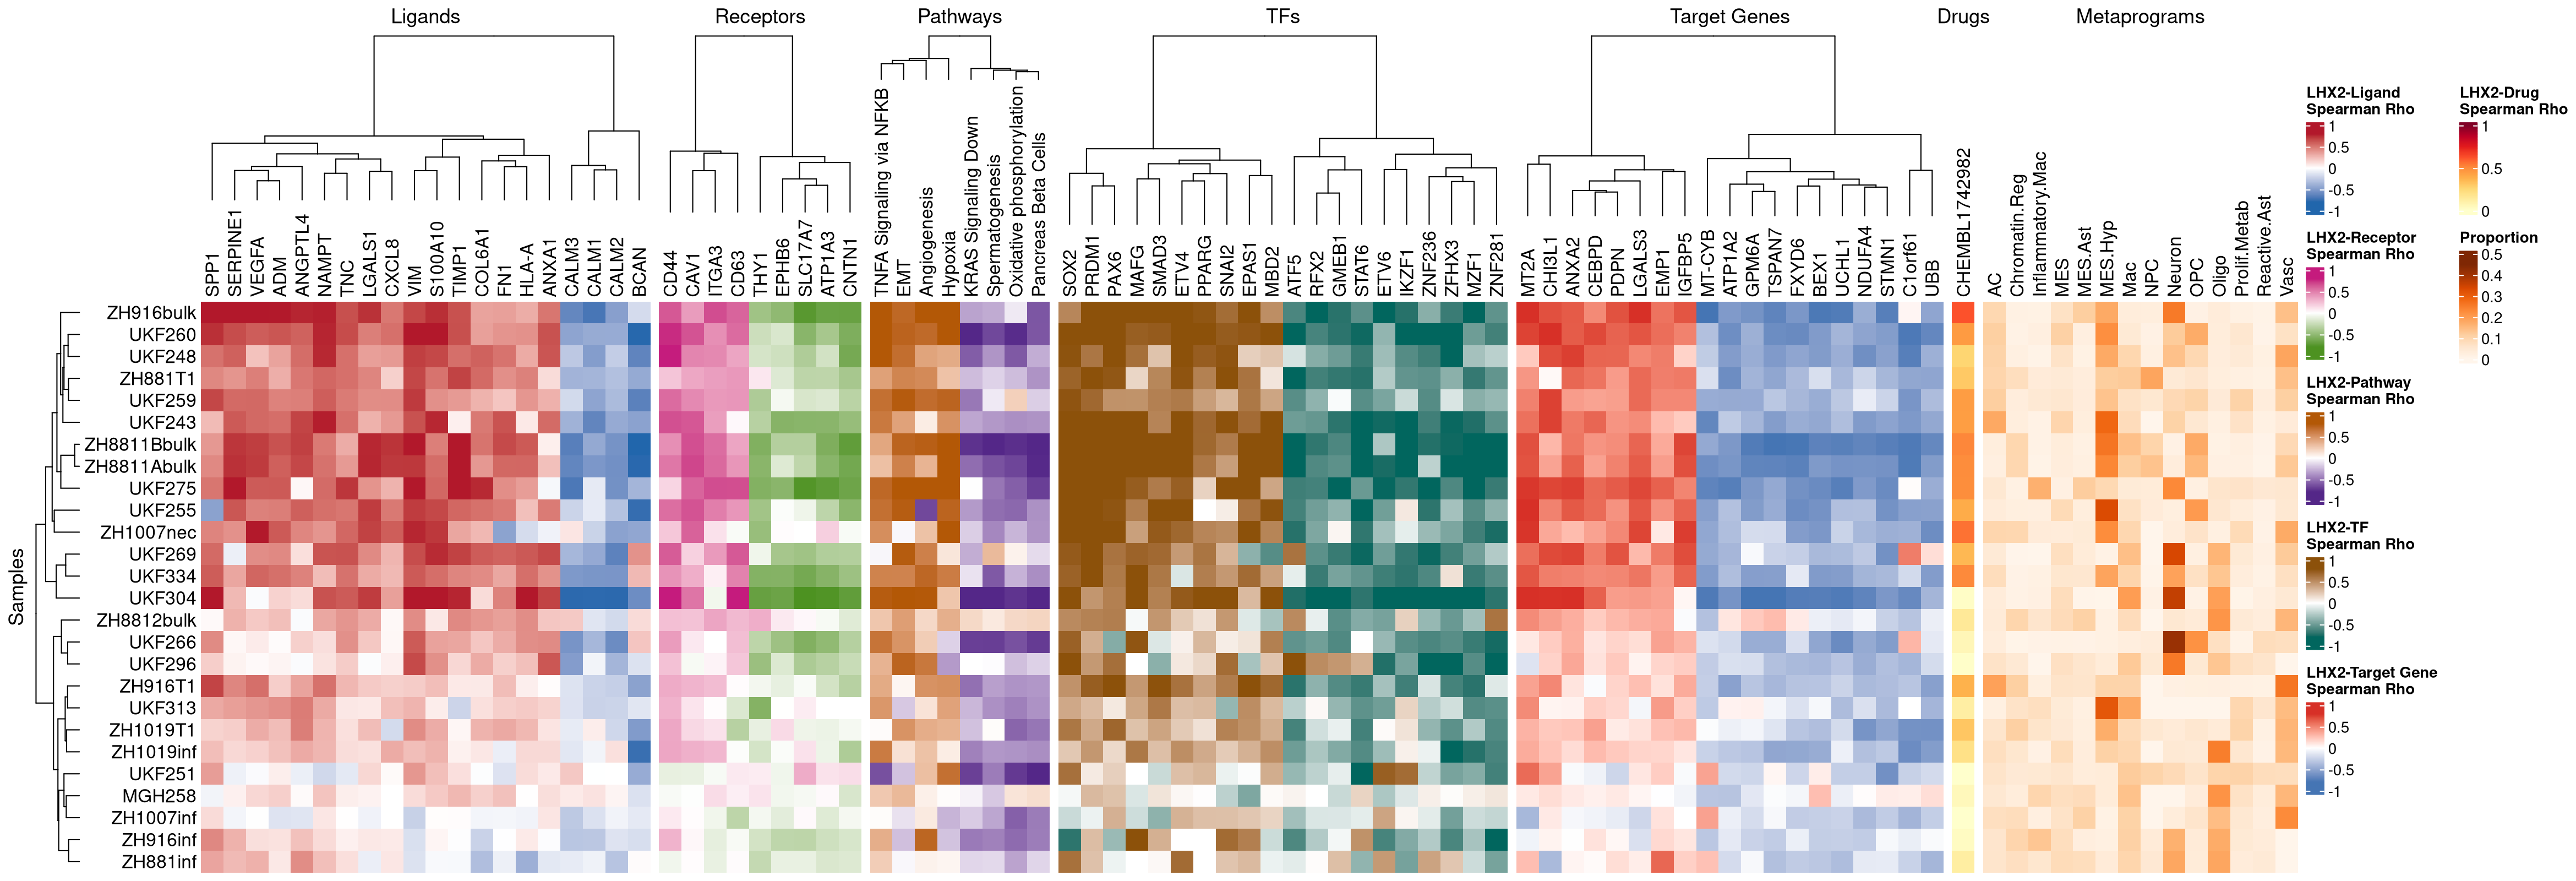 Ligands
Receptors
Pathways
TFs
Target Genes
Drugs
Metaprograms
SPP1
SERPINE1
VEGFA
ADM
ANGPTL4
NAMPT
TNC
LGALS1
CXCL8
VIM
S100A10
TIMP1
COL6A1
FN1
HLA-A
ANXA1
CALM3
CALM1
CALM2
BCAN
CD44
CAV1
ITGA3
CD63
THY1
EPHB6
SLC17A7
ATP1A3
CNTN1
TNFA Signaling via NFKB
EMT
Angiogenesis
Hypoxia
KRAS Signaling Down
Spermatogenesis
Oxidative phosphorylation
Pancreas Beta Cells
SOX2
PRDM1
PAX6
MAFG
SMAD3
ETV4
PPARG
SNAI2
EPAS1
MBD2
ATF5
RFX2
GMEB1
STAT6
ETV6
IKZF1
ZNF236
ZFHX3
MZF1
ZNF281
MT2A
CHI3L1
ANXA2
CEBPD
PDPN
LGALS3
EMP1
IGFBP5
MT-CYB
ATP1A2
GPM6A
TSPAN7
FXYD6
BEX1
UCHL1
NDUFA4
STMN1
C1orf61
UBB
CHEMBL1742982
AC
Chromatin.Reg
Inflammatory.Mac
MES
MES.Ast
MES.Hyp
Mac
NPC
Neuron
OPC
Oligo
Prolif.Metab
Reactive.Ast
Vasc
Samples
ZH916bulk
UKF260
UKF248
ZH881T1
UKF259
UKF243
ZH8811Bbulk
ZH8811Abulk
UKF275
UKF255
ZH1007nec
UKF269
UKF334
UKF304
ZH8812bulk
UKF266
UKF296
ZH916T1
UKF313
ZH1019T1
ZH1019inf
UKF251
MGH258
ZH1007inf
ZH916inf
ZH881inf
LHX2-Ligand
Spearman Rho
1
0.5
0
-0.5
-1
LHX2-Receptor
Spearman Rho
1
0.5
0
-0.5
-1
LHX2-Pathway
Spearman Rho
1
0.5
0
-0.5
-1
LHX2-TF
Spearman Rho
1
0.5
0
-0.5
-1
LHX2-Target Gene
Spearman Rho
1
0.5
0
-0.5
-1
LHX2-Drug
Spearman Rho
1
0.5
0
Proportion
0.5
0.4
0.3
0.2
0.1
0